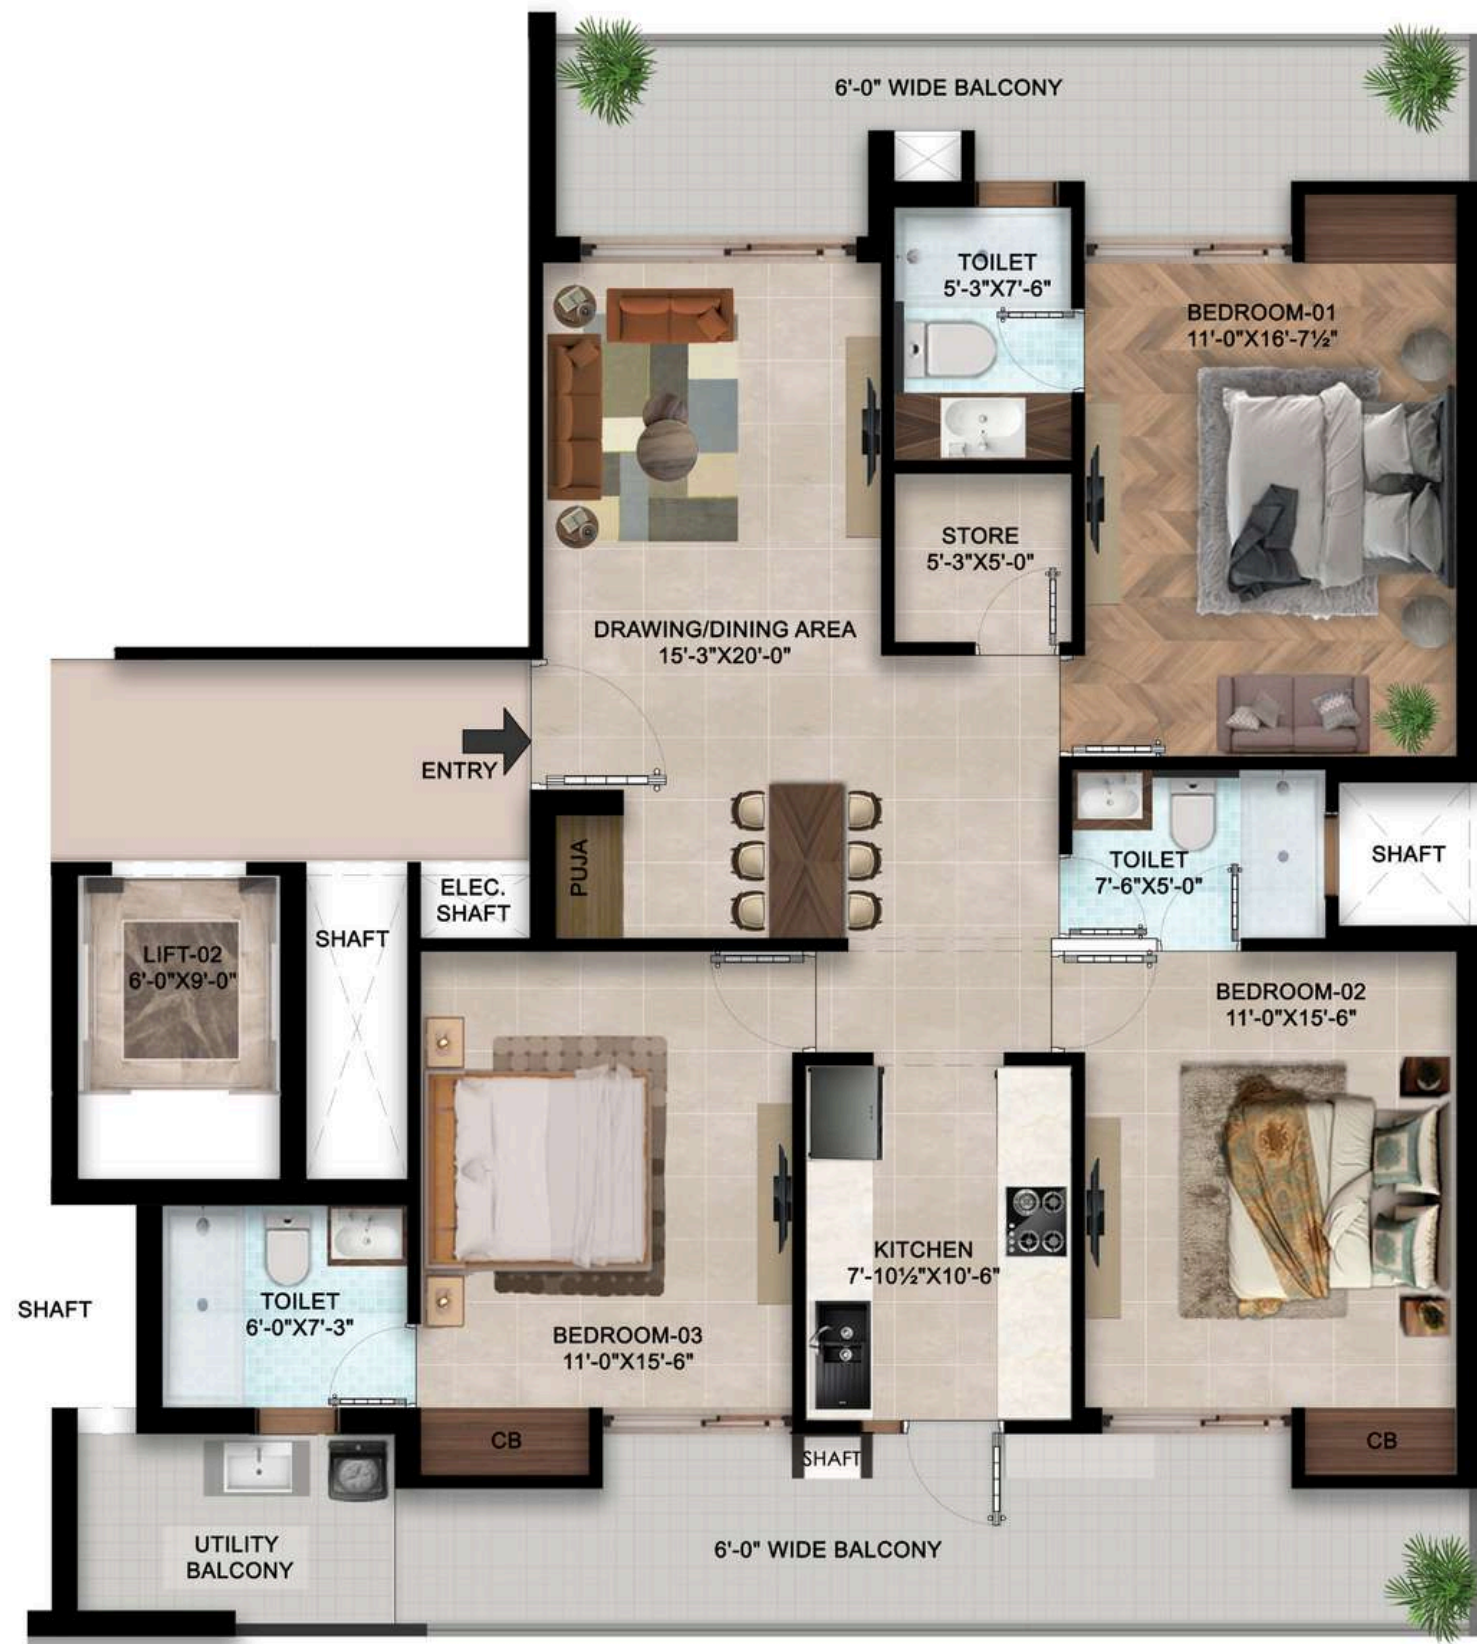 6'-0" WIDE BALCONY
TOILET
5'-3"X7'-6"
BEDROOM-01
11'-0"X16'-7½"
STORE
5'-3"X5'-0"
DRAWING/DINING AREA
15'-3"X20'-0"
ENTRY
PUJA
TOILET
7'-6"X5'-0"
SHAFT
ELEC.
SHAFT
SHAFT
LIFT-02
6'-0"X9'-0"
BEDROOM-02
11'-0"X15'-6"
KITCHEN
7'-10½"X10'-6"
SHAFT
TOILET
6'-0"X7'-3"
BEDROOM-03
11'-0"X15'-6"
CB
SHAFT
CB
UTILITY
BALCONY
6'-0" WIDE BALCONY